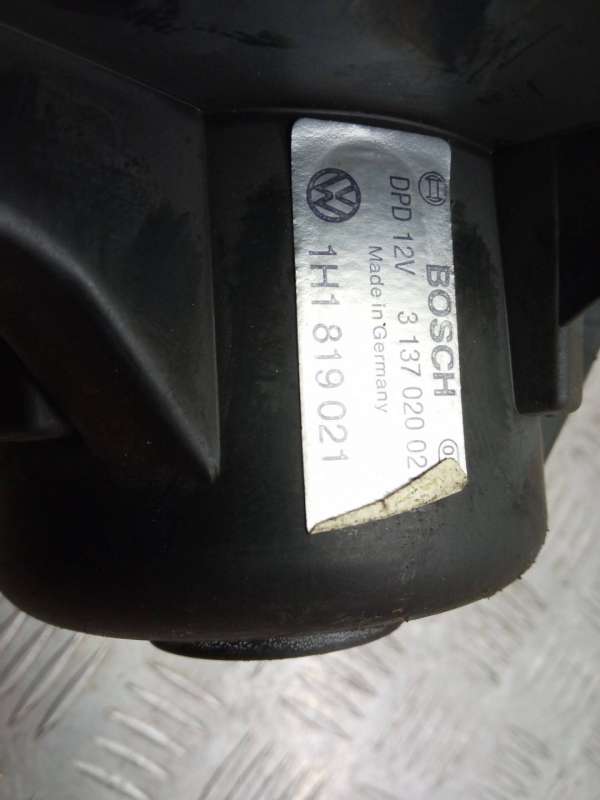 BOSCH
DPD 12V 3 137 020 02
Made in Germany
1H1 819 021